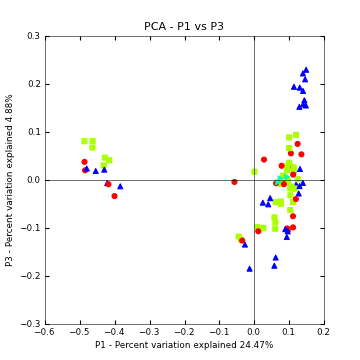 PCA - P1 vs P3
0.3
0.2
0.1
0.0
−0.1
−0.2
−0.3
P3 - Percent variation explained 4.88%
−0.6 −0.5 −0.4 −0.3 −0.2 −0.1 0.0 0.1 0.2
P1 - Percent variation explained 24.47%